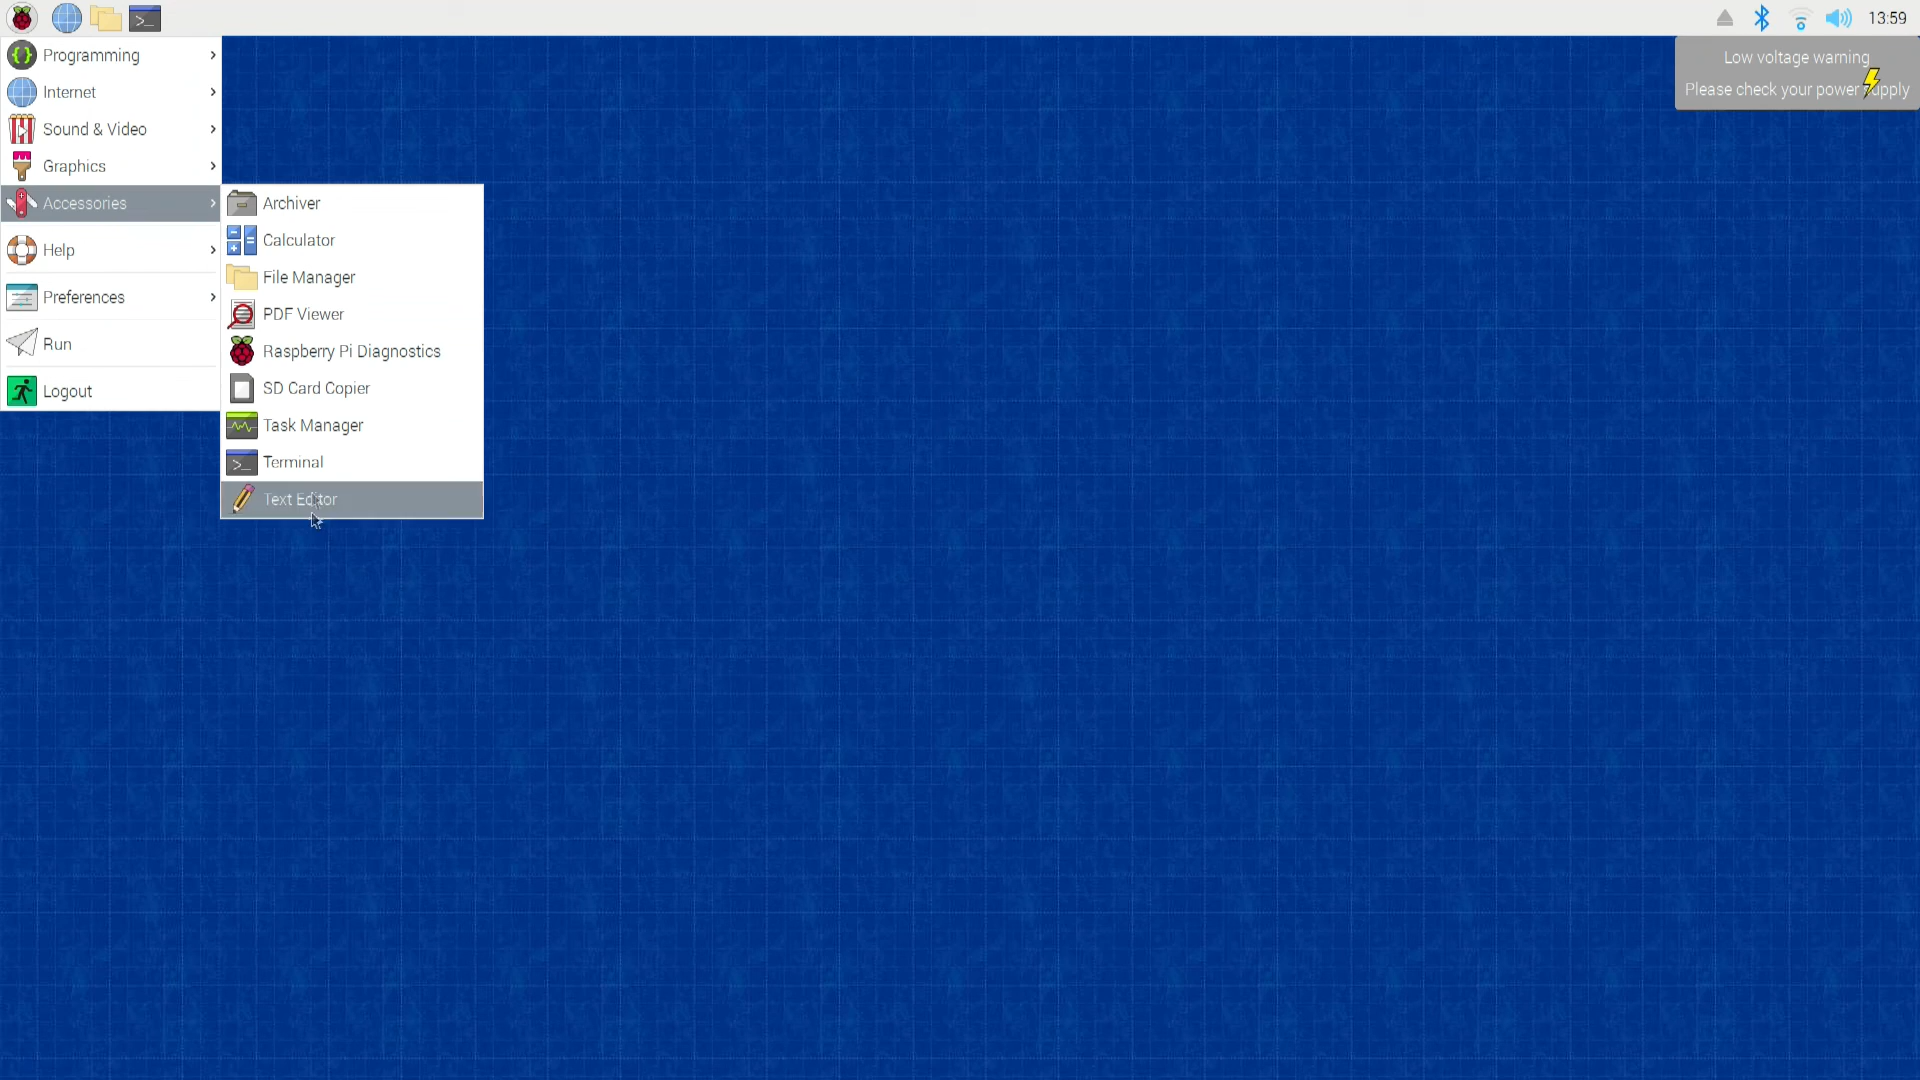 13:59
Low voltage warning
Please check your power supply
Programming
Internet
Sound & Video
Graphics
Accessories
Help
Preferences
Run
Logout
Archiver
Calculator
File Manager
PDF Viewer
Raspberry Pi Diagnostics
SD Card Copier
Task Manager
Terminal
Text Editor